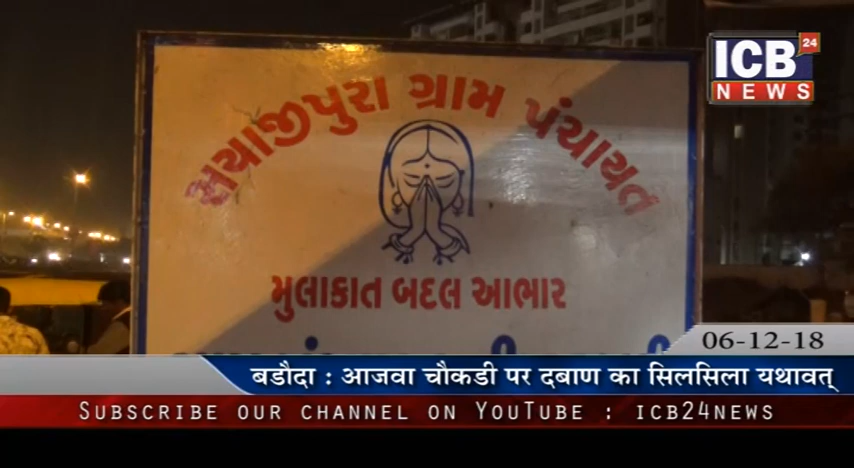 ICB 24
NEWS
સયાજીપુરા ગ્રામ પંચાયત
મુલાકાત બદલ આભાર
06-12-18
बडौदा : आजवा चौकडी पर दबाण का सिलसिला यथावत्
SUBSCRIBE OUR CHANNEL ON YOUTUBE : ICB24NEWS